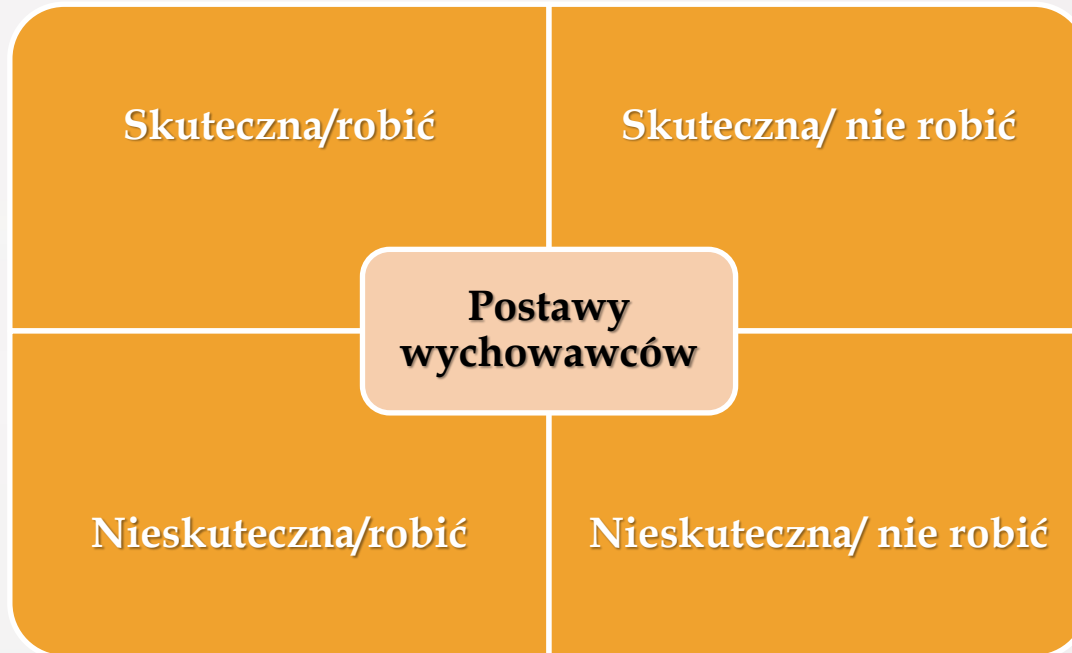 Skuteczna/robić
Skuteczna/ nie robić
Postawy
wychowawców
Nieskuteczna/robić
Nieskuteczna/ nie robić